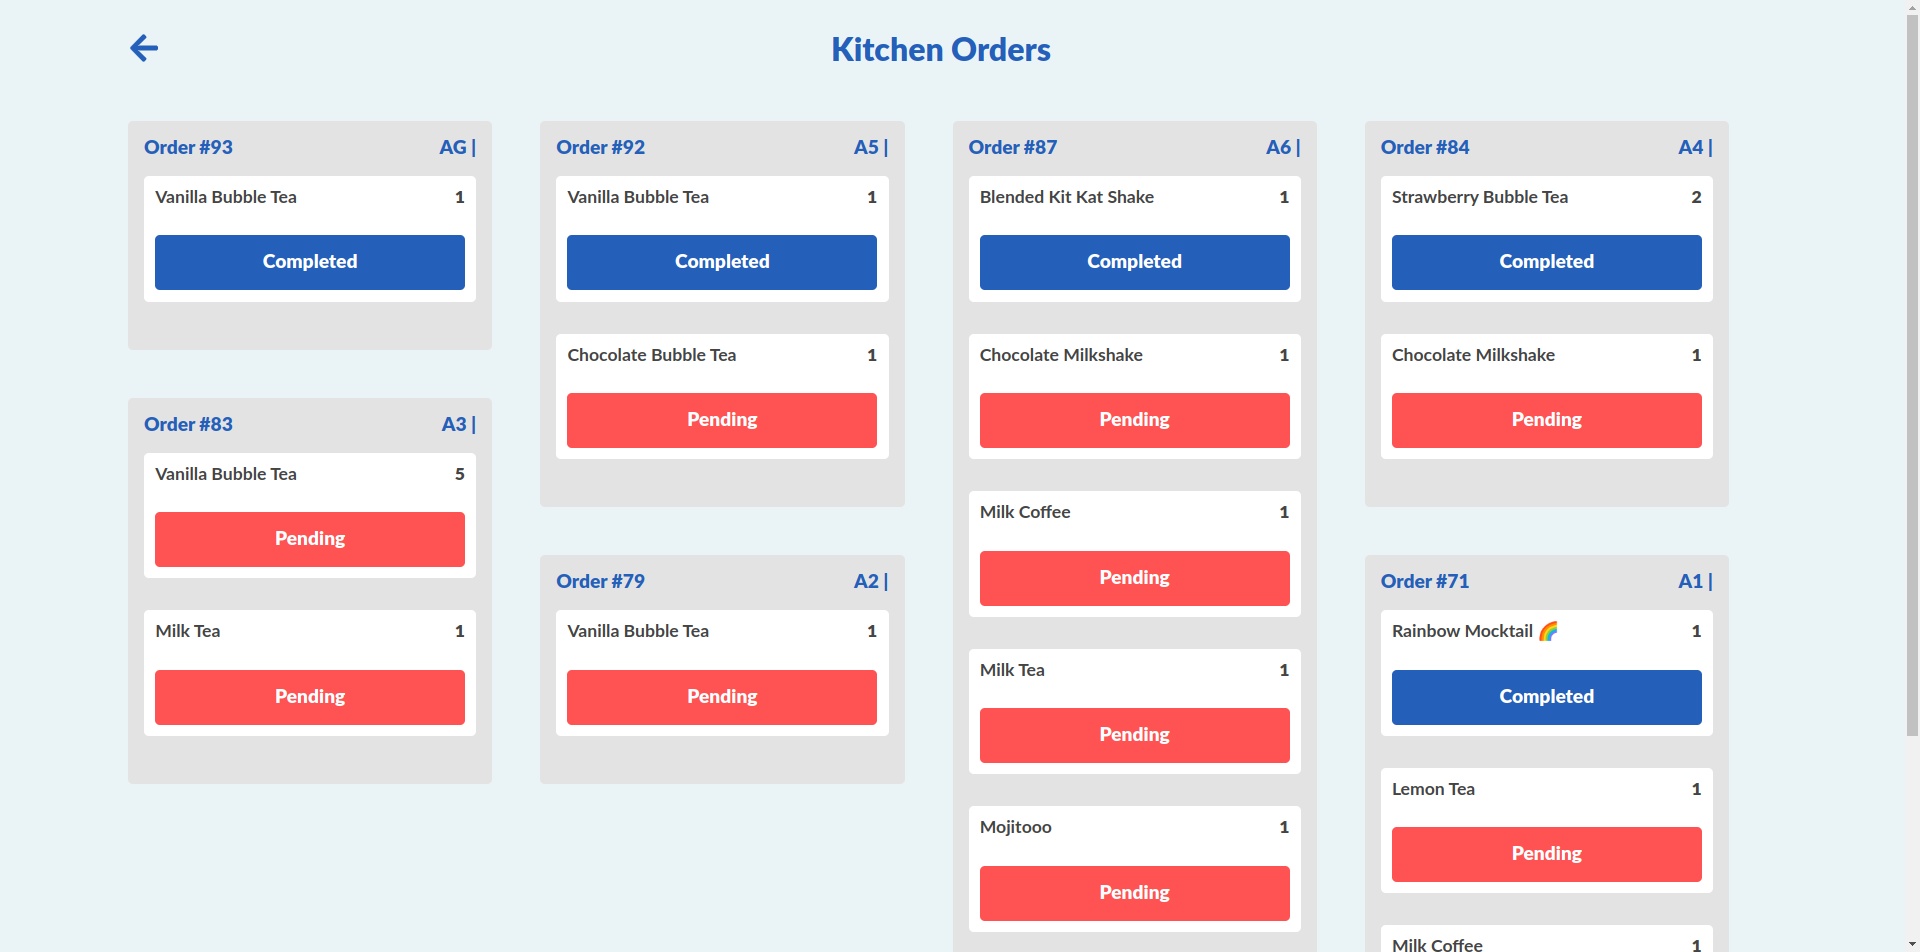 Kitchen Orders
Order #93 AG |
Vanilla Bubble Tea 1
Completed
Order #83 A3 |
Vanilla Bubble Tea 5
Pending
Milk Tea 1
Pending
Order #92 A5 |
Vanilla Bubble Tea 1
Completed
Chocolate Bubble Tea 1
Pending
Order #79 A2 |
Vanilla Bubble Tea 1
Pending
Order #87 A6 |
Blended Kit Kat Shake 1
Completed
Chocolate Milkshake 1
Pending
Milk Coffee 1
Pending
Milk Tea 1
Pending
Mojitooo 1
Pending
Order #84 A4 |
Strawberry Bubble Tea 2
Completed
Chocolate Milkshake 1
Pending
Order #71 A1 |
Rainbow Mocktail 🌈 1
Completed
Lemon Tea 1
Pending
Milk Coffee 1